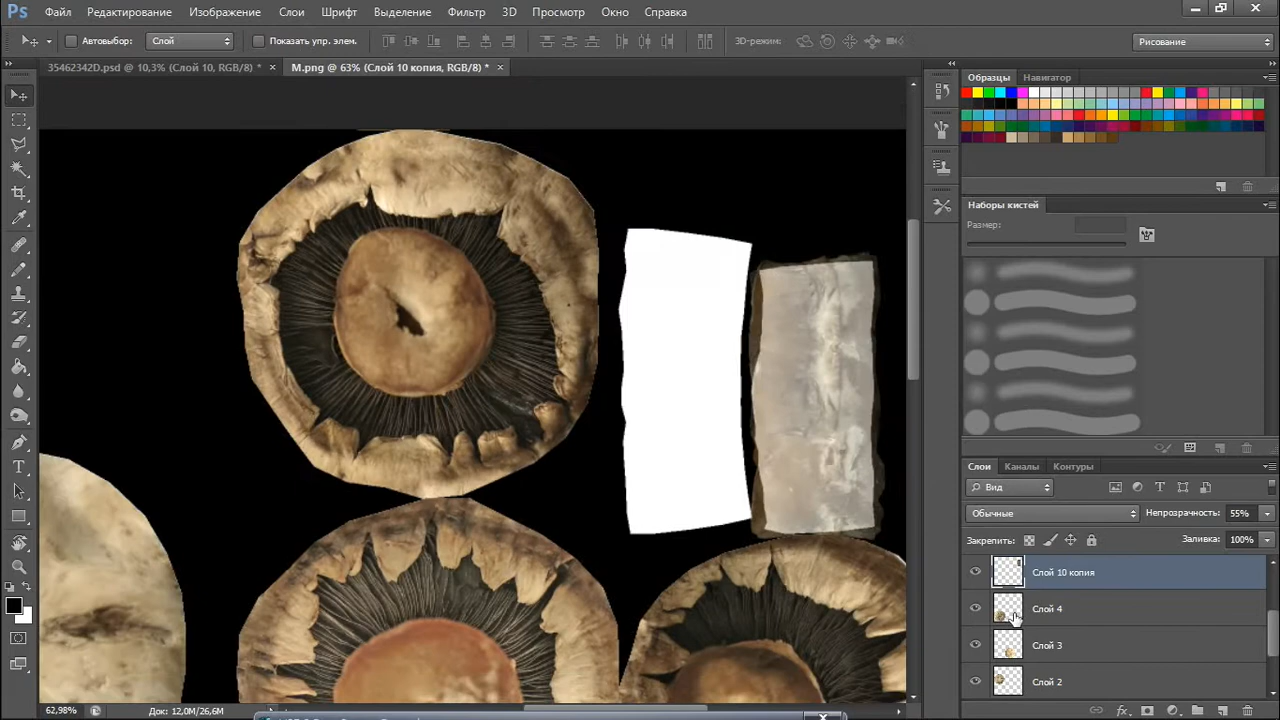 Ps Файл Редактирование Изображение Слои Шрифт Выделение Фильтр 3D Просмотр Окно Справка
Автовыбор: Слой Показать упр. элем. 3D-режим: Рисование
35462342D.psd @ 10,3% (Слой 10, RGB/8) * × M.png @ 63% (Слой 10 копия, RGB/8) * ×
Образцы Навигатор
Наборы кистей
Размер:
Слои Каналы Контуры
Вид
Обычные Непрозрачность: 55%
Закрепить: Заливка: 100%
Слой 10 копия
Слой 4
Слой 3
Слой 2
62,98% Док: 12,0M/26,6M